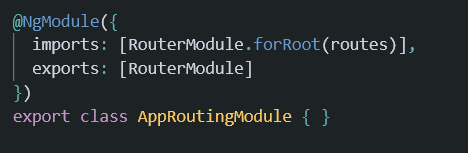 @NgModule({
  imports: [RouterModule.forRoot(routes)],
  exports: [RouterModule]
})
export class AppRoutingModule { }